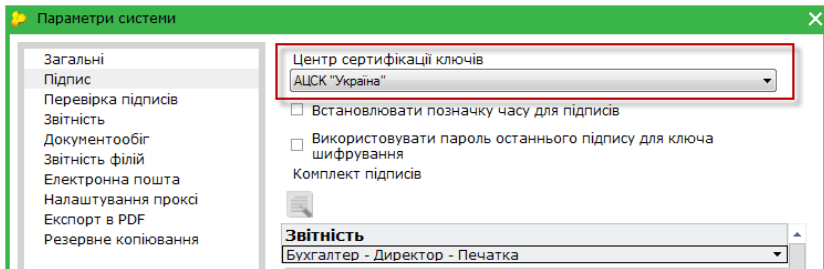 Параметри системи
Загальні
Підпис
Перевірка підписів
Звітність
Документообіг
Звітність філій
Електронна пошта
Налаштування проксі
Експорт в PDF
Резервне копіювання
Центр сертифікації ключів
АЦСК "Україна"
Встановлювати позначку часу для підписів
Використовувати пароль останнього підпису для ключа
шифрування
Комплект підписів
Звітність
Бухгалтер - Директор - Печатка